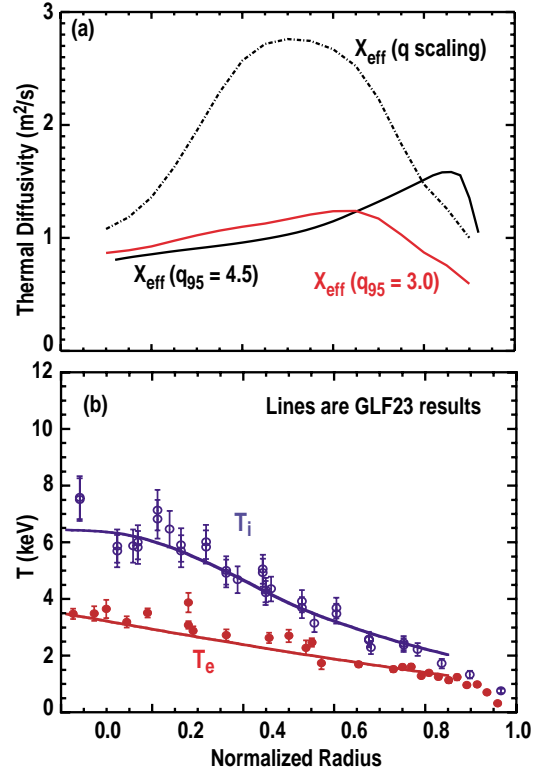 (a)
Xeff (q scaling)
Thermal Diffusivity (m²/s)
3
2
1
0
Xeff (q95 = 4.5)
Xeff (q95 = 3.0)
(b)
Lines are GLF23 results
T (keV)
12
10
8
6
4
2
0
Ti
Te
0.0 0.2 0.4 0.6 0.8 1.0
Normalized Radius